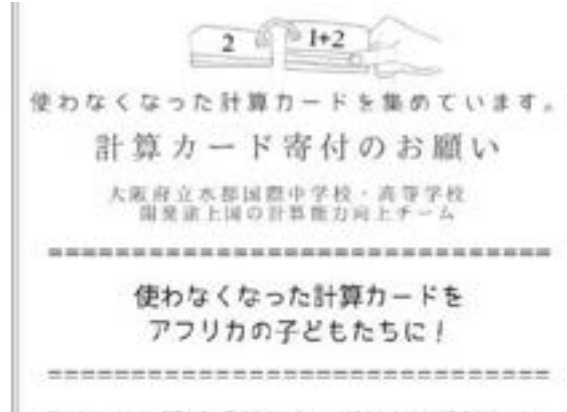 2 1+2
使わなくなった計算カードを集めています。
計算カード寄付のお願い
大阪府立水都国際中学校・高等学校
開発途上国の計算能力向上チーム
==============================
使わなくなった計算カードを
アフリカの子どもたちに!
==============================